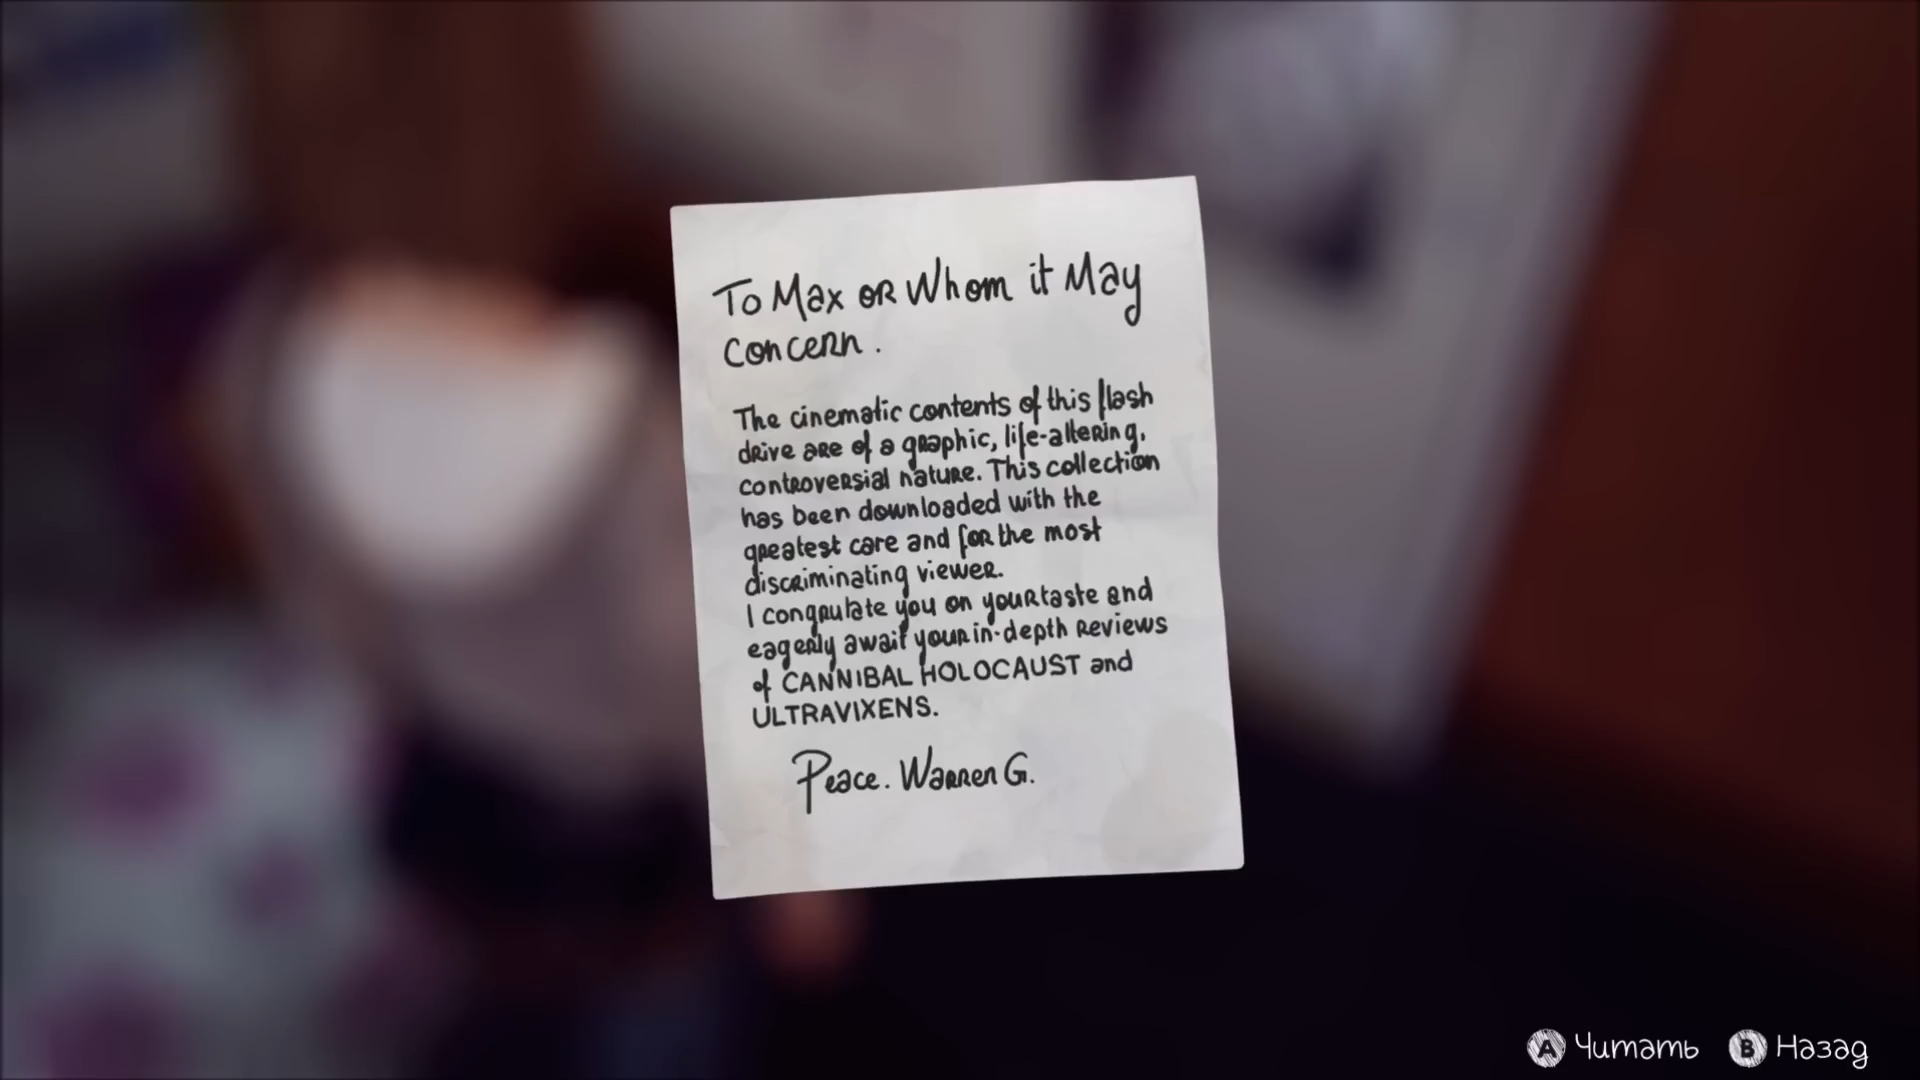 To Max or Whom it May
Concern.
The cinematic contents of this flash
drive are of a graphic, life-altering,
controversial nature. This collection
has been downloaded with the
greatest care and for the most
discriminating viewer.
I congrulate you on your taste and
eagerly await your in-depth reviews
of CANNIBAL HOLOCAUST and
ULTRAVIXENS.
Peace. Warren G.
A Читать B Назад